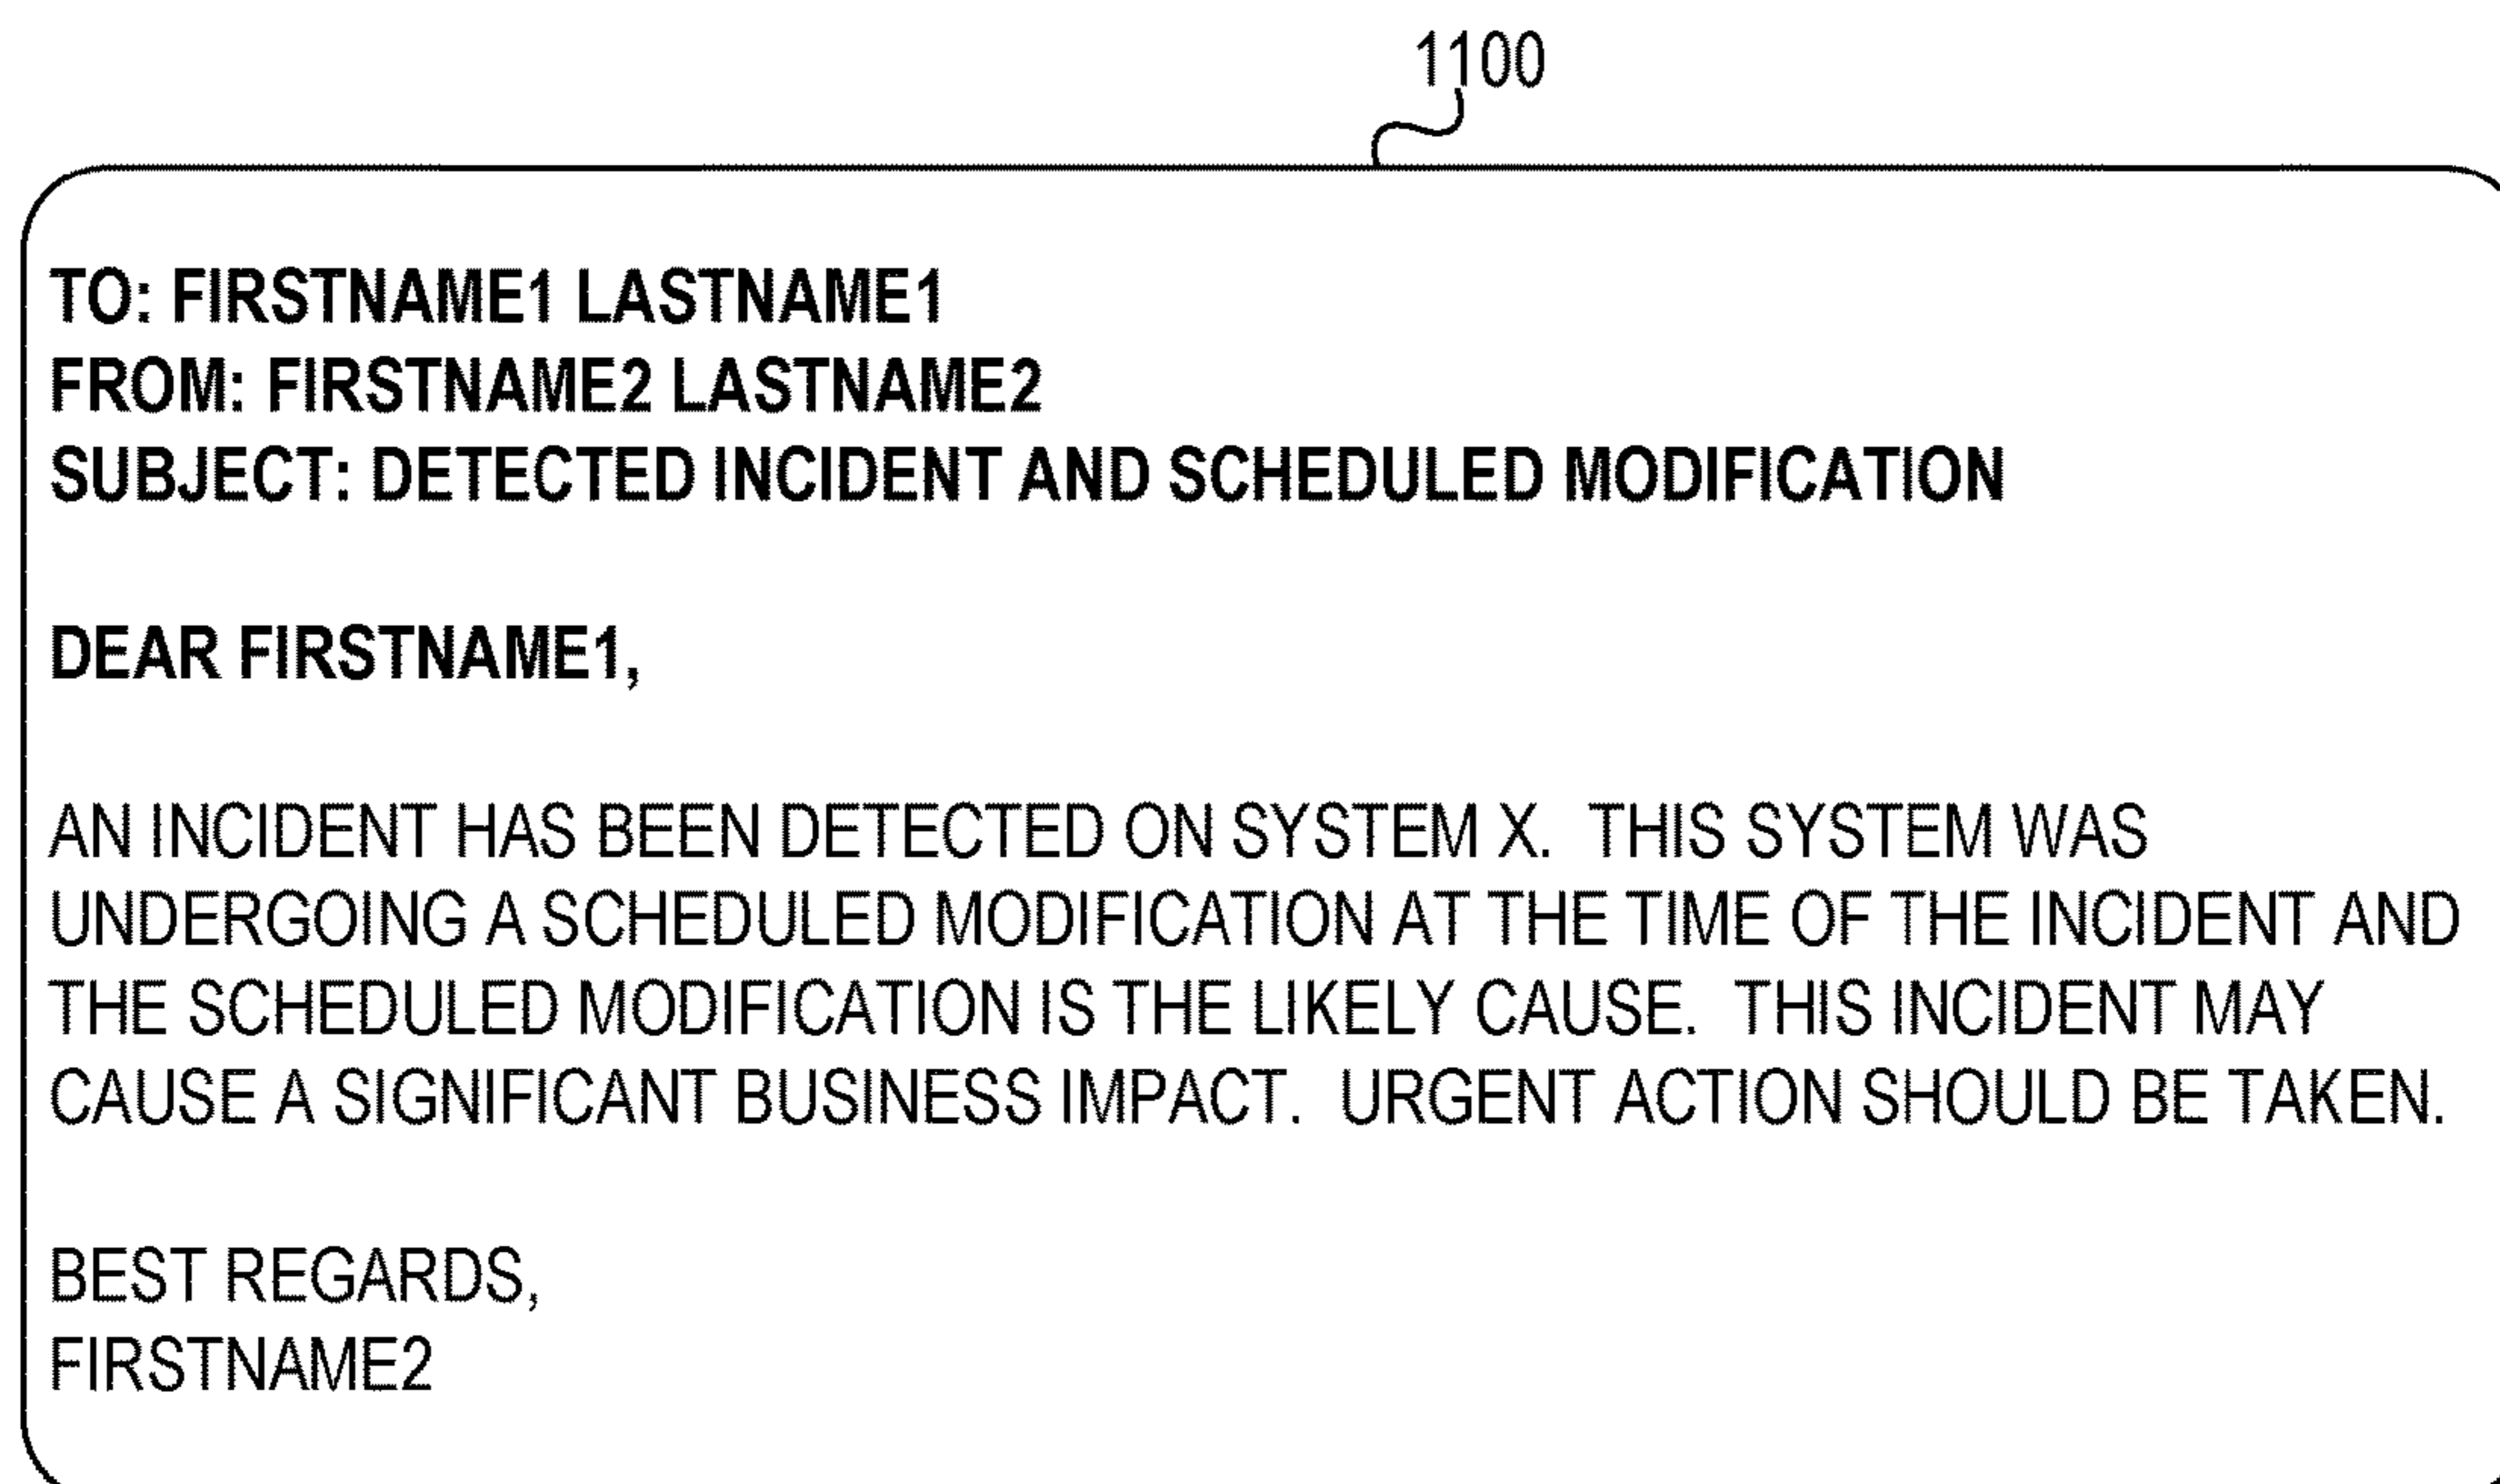 1100
TO: FIRSTNAME1 LASTNAME1
FROM: FIRSTNAME2 LASTNAME2
SUBJECT: DETECTED INCIDENT AND SCHEDULED MODIFICATION
DEAR FIRSTNAME1,
AN INCIDENT HAS BEEN DETECTED ON SYSTEM X.  THIS SYSTEM WAS
UNDERGOING A SCHEDULED MODIFICATION AT THE TIME OF THE INCIDENT AND
THE SCHEDULED MODIFICATION IS THE LIKELY CAUSE.  THIS INCIDENT MAY
CAUSE A SIGNIFICANT BUSINESS IMPACT.  URGENT ACTION SHOULD BE TAKEN.
BEST REGARDS,
FIRSTNAME2